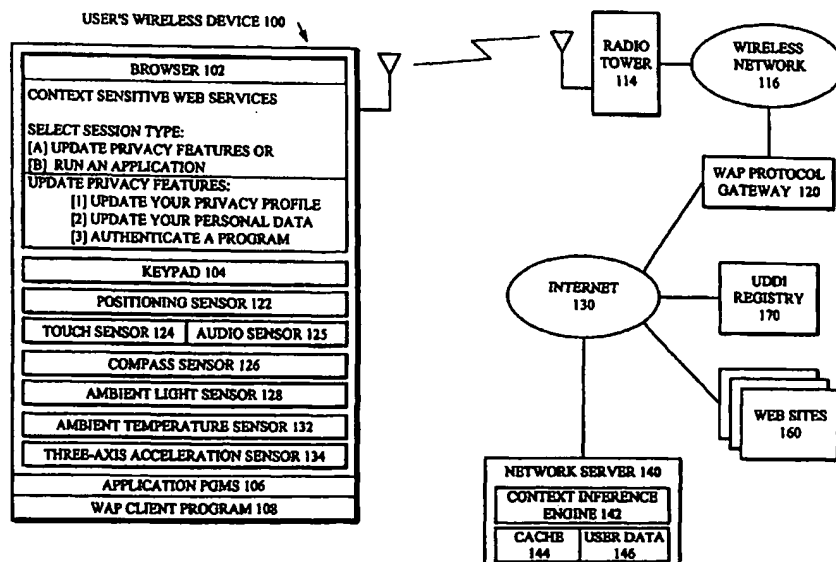 USER'S WIRELESS DEVICE 100
BROWSER 102
CONTEXT SENSITIVE WEB SERVICES
SELECT SESSION TYPE:
[A] UPDATE PRIVACY FEATURES OR
[B] RUN AN APPLICATION
UPDATE PRIVACY FEATURES:
[1] UPDATE YOUR PRIVACY PROFILE
[2] UPDATE YOUR PERSONAL DATA
[3] AUTHENTICATE A PROGRAM
KEYPAD 104
POSITIONING SENSOR 122
TOUCH SENSOR 124
AUDIO SENSOR 125
COMPASS SENSOR 126
AMBIENT LIGHT SENSOR 128
AMBIENT TEMPERATURE SENSOR 132
THREE-AXIS ACCELERATION SENSOR 134
APPLICATION PGMS 106
WAP CLIENT PROGRAM 108
RADIO
TOWER
114
WIRELESS
NETWORK
116
WAP PROTOCOL
GATEWAY 120
INTERNET
130
UDDI
REGISTRY
170
WEB SITES
160
NETWORK SERVER 140
CONTEXT INFERENCE
ENGINE 142
CACHE
144
USER DATA
146